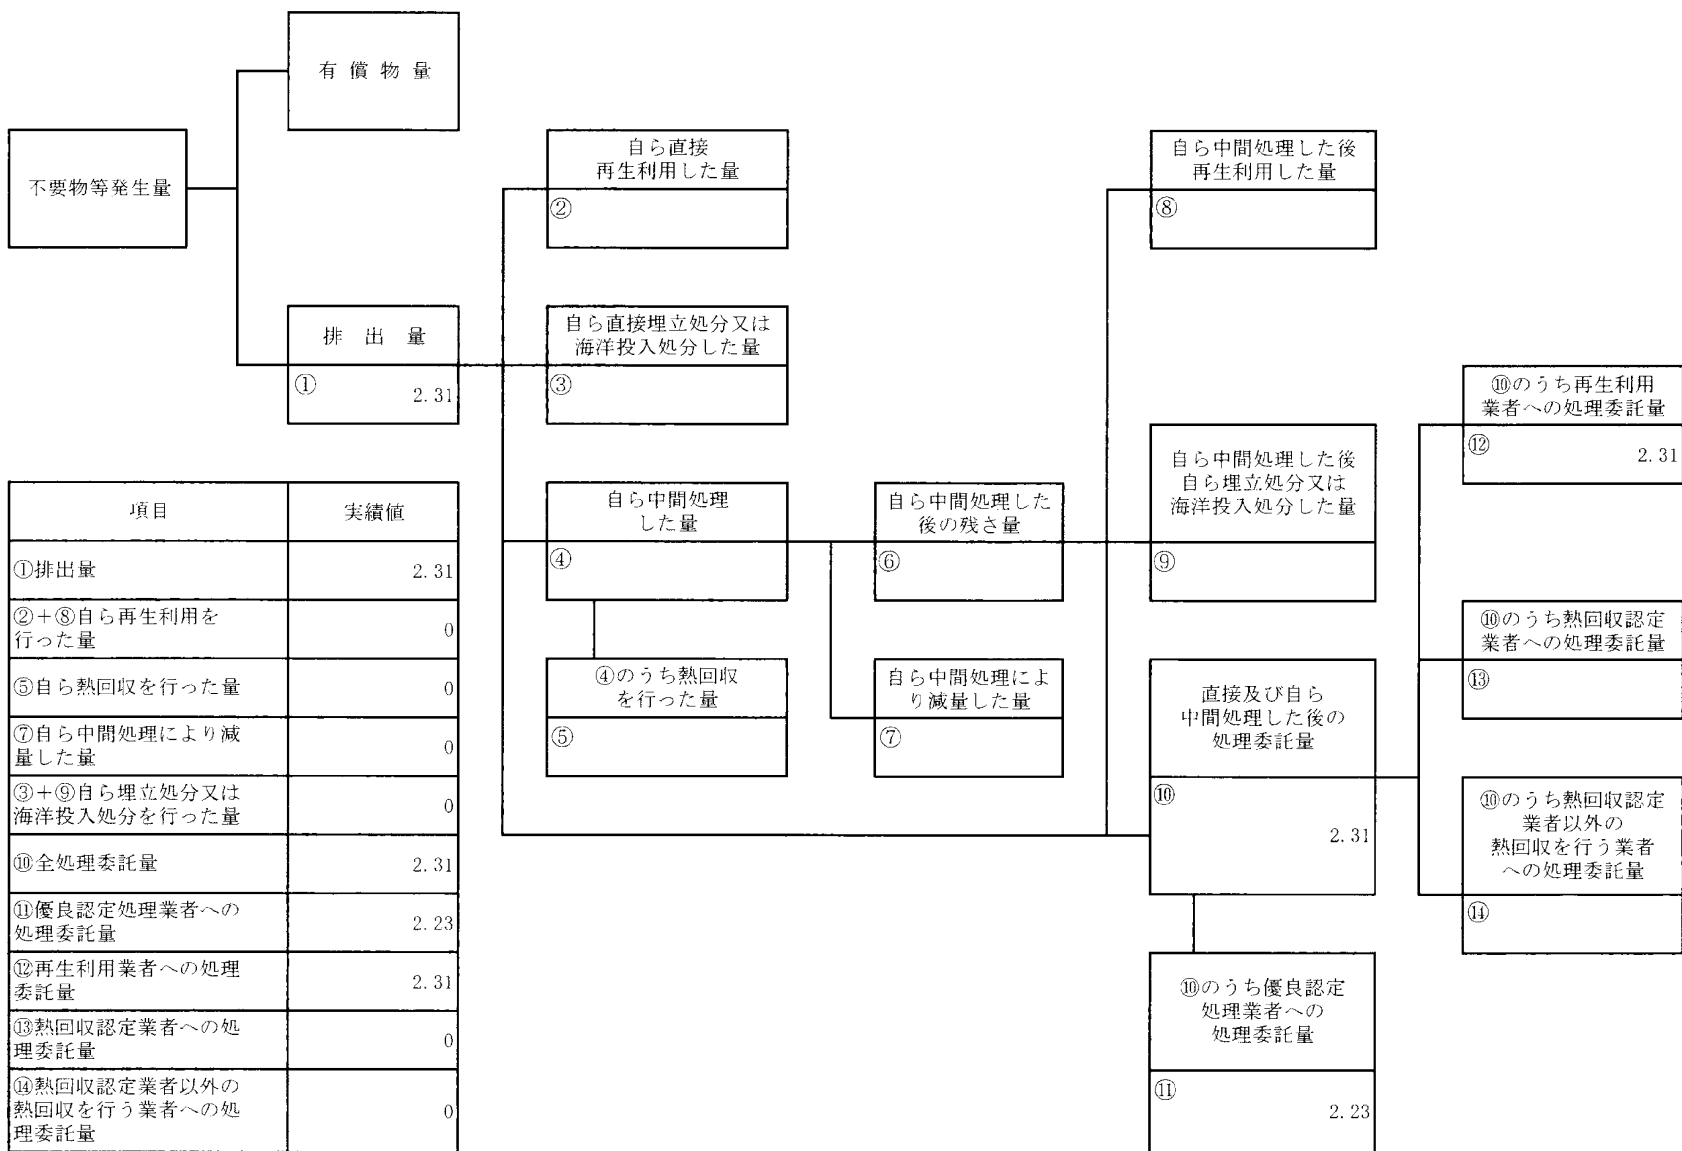 有償物量
不要物等発生量
自ら直接
再生利用した量
②
自ら中間処理した後
再生利用した量
⑧
排出量
①
2.31
自ら直接埋立処分又は
海洋投入処分した量
③
⑩のうち再生利用
業者への処理委託量
⑫
2.31
自ら中間処理
した量
④
自ら中間処理した
後の残さ量
⑥
自ら中間処理した後
自ら埋立処分又は
海洋投入処分した量
⑨
⑩のうち熱回収認定
業者への処理委託量
⑬
④のうち熱回収
を行った量
⑤
自ら中間処理によ
り減量した量
⑦
直接及び自ら
中間処理した後の
処理委託量
⑩
2.31
⑩のうち熱回収認定
業者以外の
熱回収を行う業者
への処理委託量
⑭
⑩のうち優良認定
処理業者への
処理委託量
⑪
2.23
項目 実績値
①排出量 2.31
②+⑧自ら再生利用を
行った量 0
⑤自ら熱回収を行った量 0
⑦自ら中間処理により減
量した量 0
③+⑨自ら埋立処分又は
海洋投入処分を行った量 0
⑩全処理委託量 2.31
⑪優良認定処理業者への
処理委託量 2.23
⑫再生利用業者への処理
委託量 2.31
⑬熱回収認定業者への処
理委託量 0
⑭熱回収認定業者以外の
熱回収を行う業者への処
理委託量 0